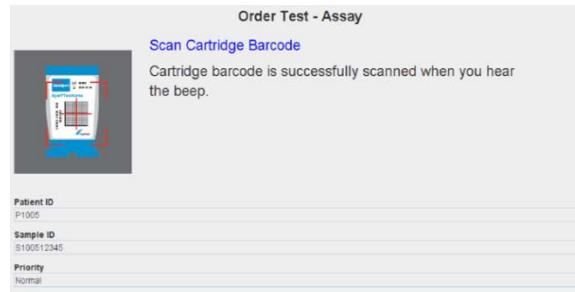 Order Test - Assay
Scan Cartridge Barcode
Cartridge barcode is successfully scanned when you hear
the beep.
Patient ID
P1005
Sample ID
S100512345
Priority
Normal